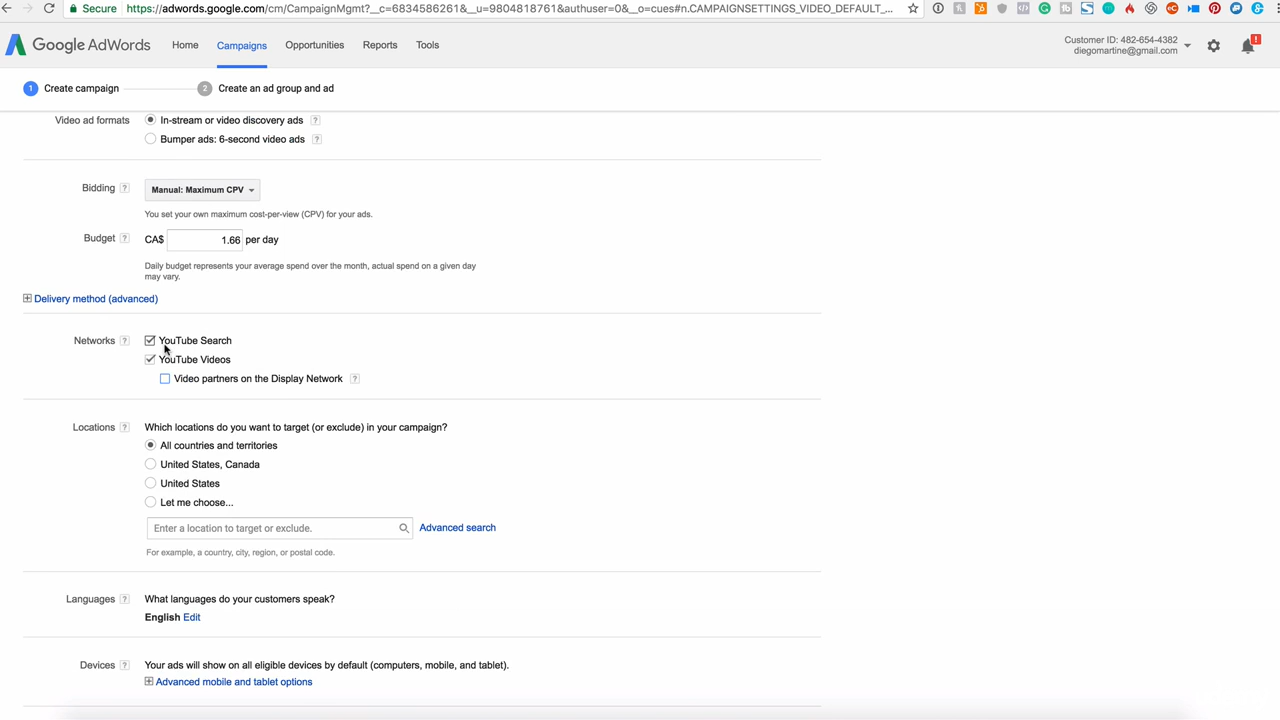 Secure https://adwords.google.com/cm/CampaignMgmt?__c=6834586261&__u=9804818761&authuser=0&__o=cues#n.CAMPAIGNSETTINGS_VIDEO_DEFAULT_...
Google AdWords Home Campaigns Opportunities Reports Tools
Customer ID: 482-654-4382
diegomartine@gmail.com
!
1 Create campaign 2 Create an ad group and ad
Video ad formats In-stream or video discovery ads ?
Bumper ads: 6-second video ads ?
Bidding ? Manual: Maximum CPV
You set your own maximum cost-per-view (CPV) for your ads.
Budget ? CA$ 1.66 per day
Daily budget represents your average spend over the month, actual spend on a given day
may vary.
Delivery method (advanced)
Networks ? YouTube Search
YouTube Videos
Video partners on the Display Network ?
Locations ? Which locations do you want to target (or exclude) in your campaign?
All countries and territories
United States, Canada
United States
Let me choose...
Enter a location to target or exclude. Advanced search
For example, a country, city, region, or postal code.
Languages ? What languages do your customers speak?
English Edit
Devices ? Your ads will show on all eligible devices by default (computers, mobile, and tablet).
Advanced mobile and tablet options